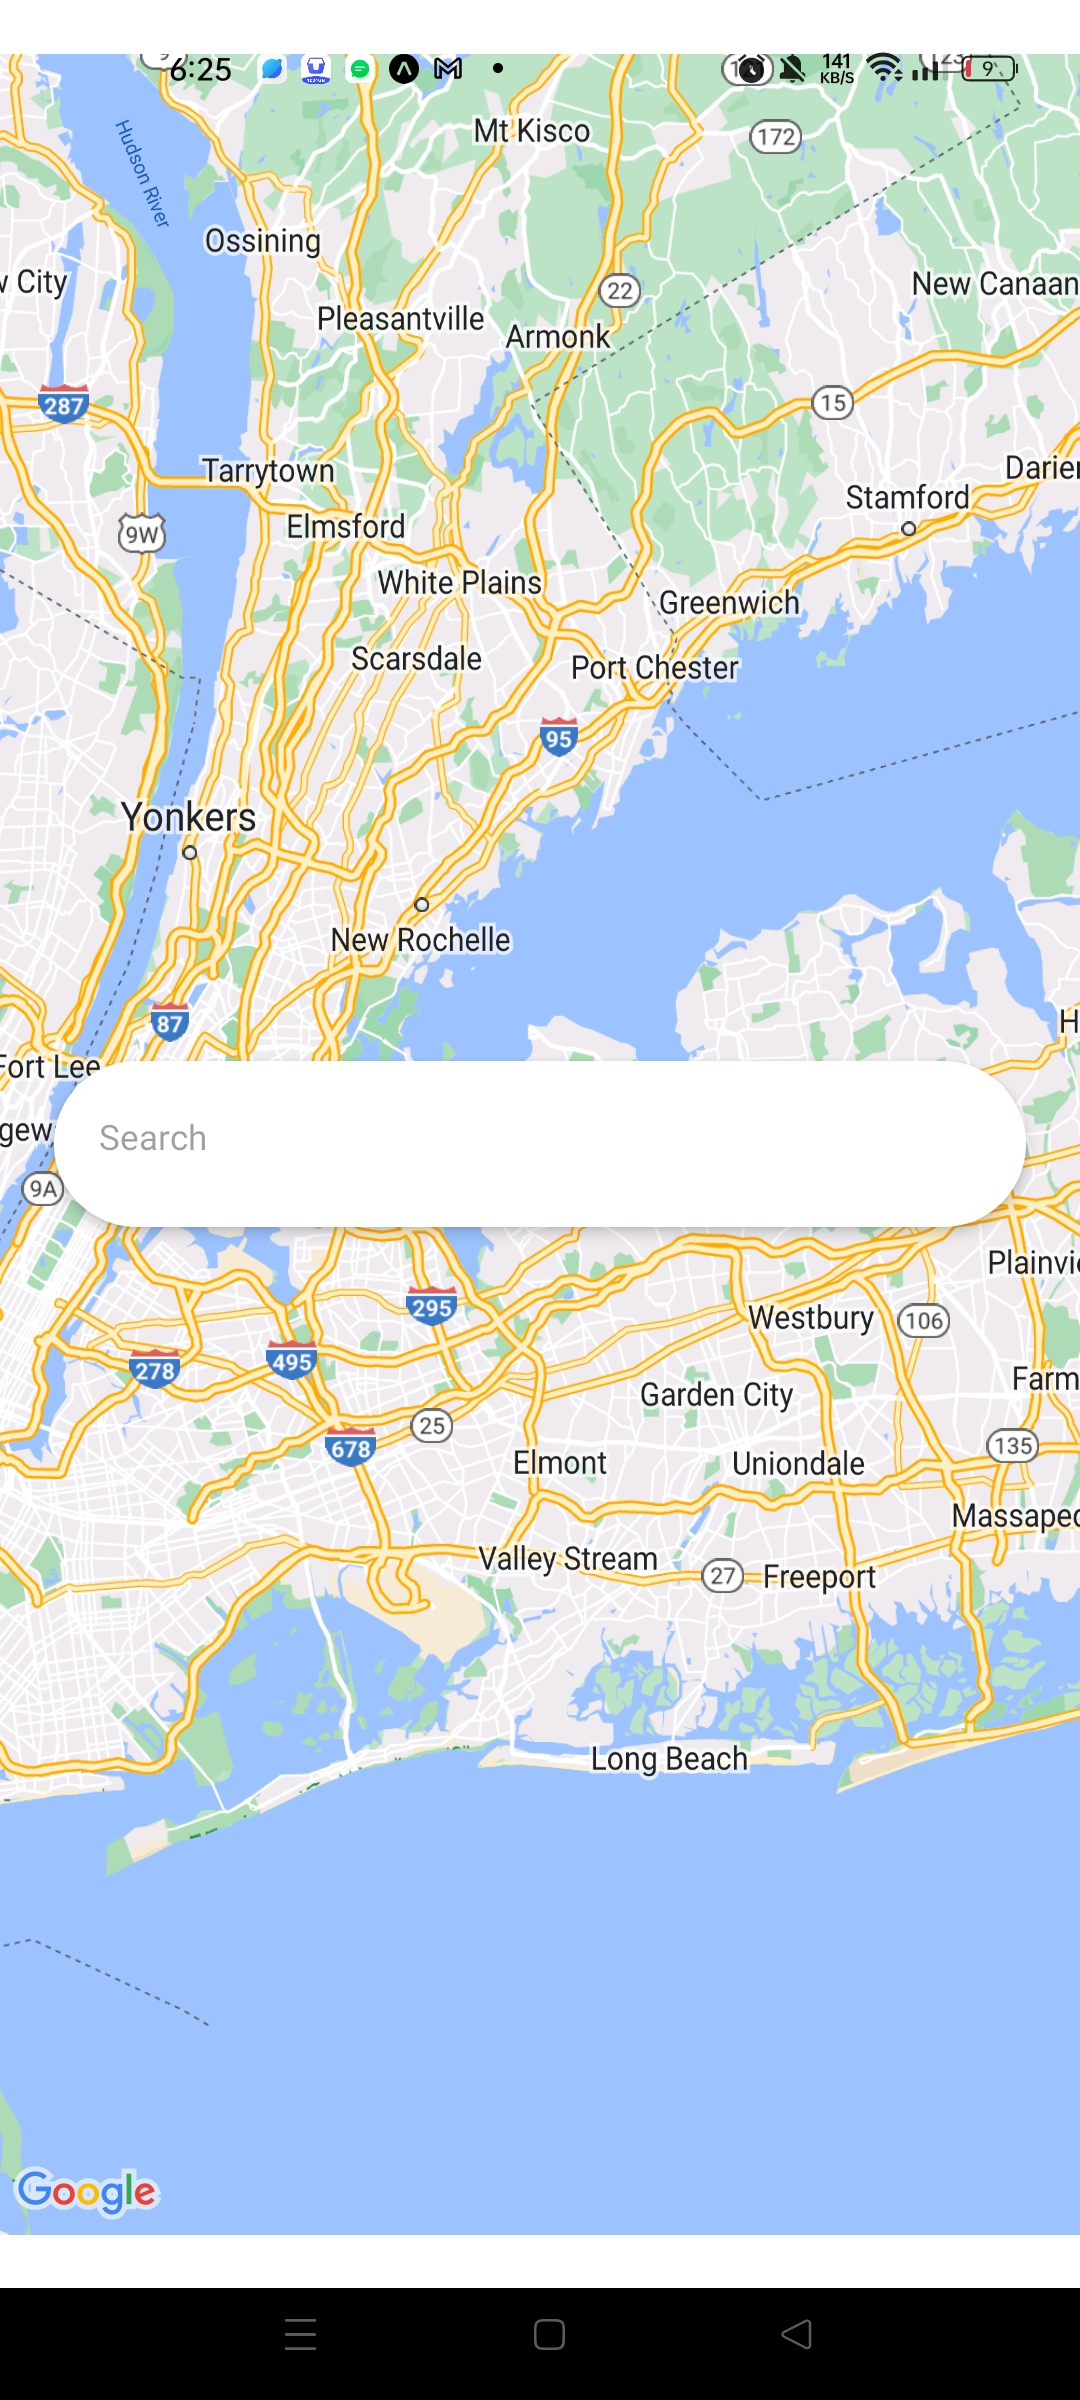 6:25
141
KB/S
9
Mt Kisco
172
Hudson River
Ossining
w City
22
New Canaan
Pleasantville
Armonk
287
15
Tarrytown
Darien
Stamford
9W
Elmsford
White Plains
Greenwich
Scarsdale
Port Chester
95
Yonkers
New Rochelle
87
H
Fort Lee
gew
Search
9A
Plainvie
295
Westbury
106
278
495
Farm
Garden City
25
135
678
Elmont
Uniondale
Massapeq
Valley Stream
27
Freeport
Long Beach
Google